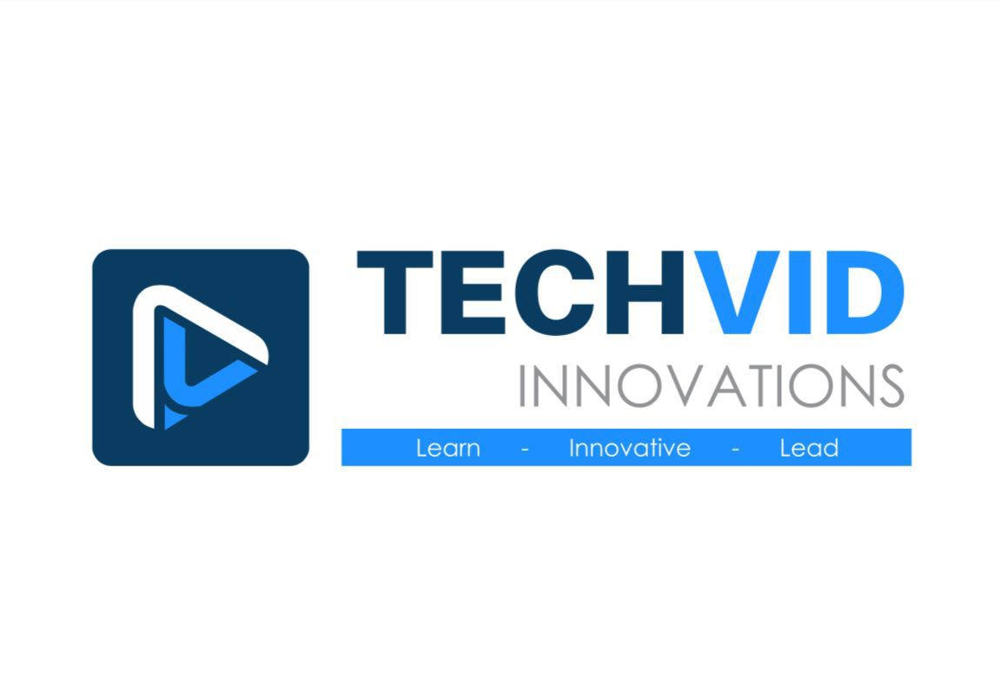 TECHVID
INNOVATIONS
Learn - Innovative - Lead